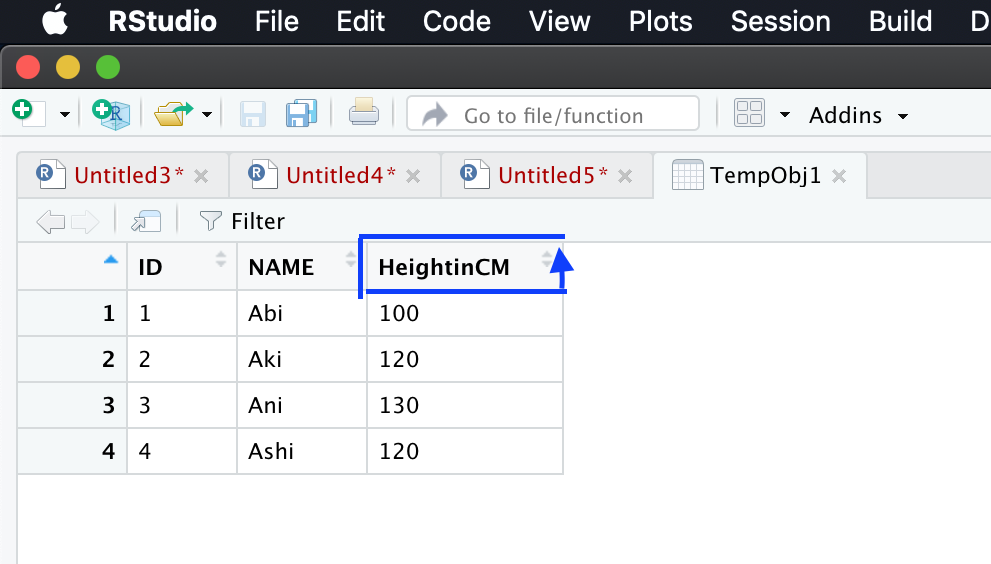 RStudio File Edit Code View Plots Session Build D
Go to file/function Addins
Untitled3* Untitled4* Untitled5* TempObj1
Filter
ID NAME HeightinCM
1 1 Abi 100
2 2 Aki 120
3 3 Ani 130
4 4 Ashi 120